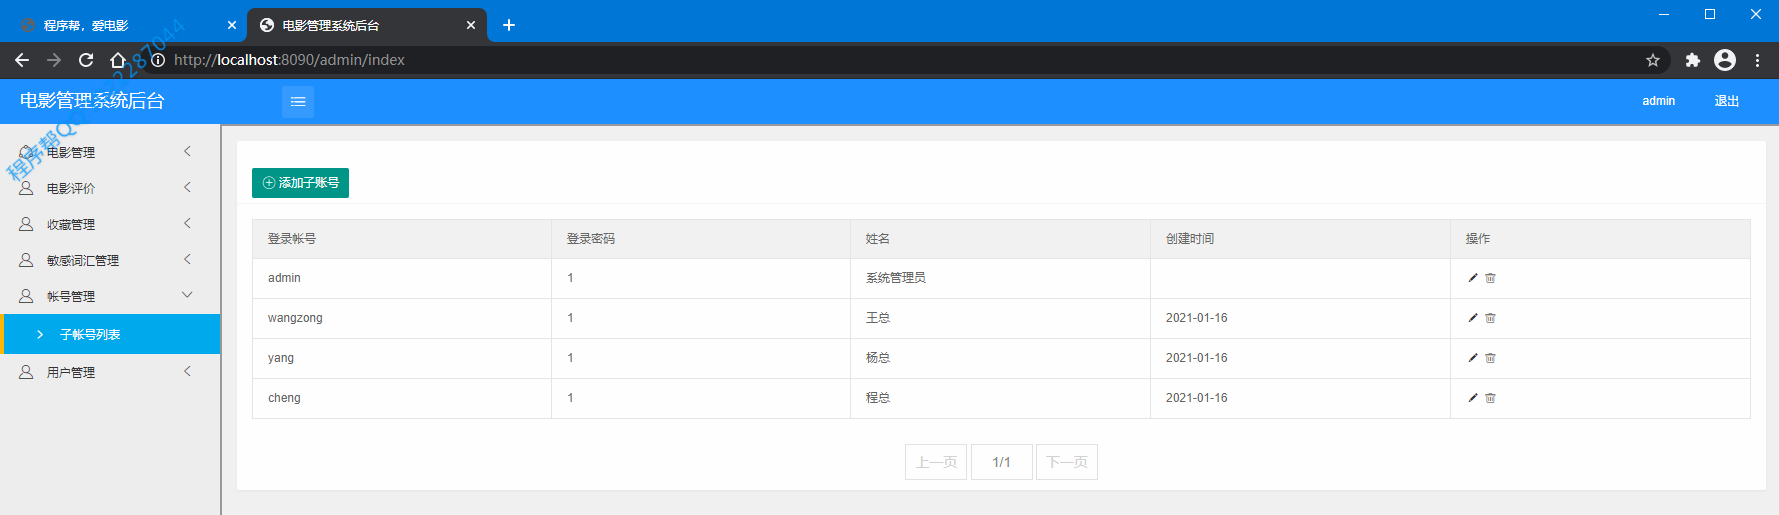 程序帮，爱电影
电影管理系统后台
http://localhost:8090/admin/index
电影管理系统后台
admin
退出
电影管理
电影评价
收藏管理
敏感词汇管理
帐号管理
子帐号列表
用户管理
添加子账号
登录帐号 登录密码 姓名 创建时间 操作
admin 1 系统管理员
wangzong 1 王总 2021-01-16
yang 1 杨总 2021-01-16
cheng 1 程总 2021-01-16
上一页 1/1 下一页